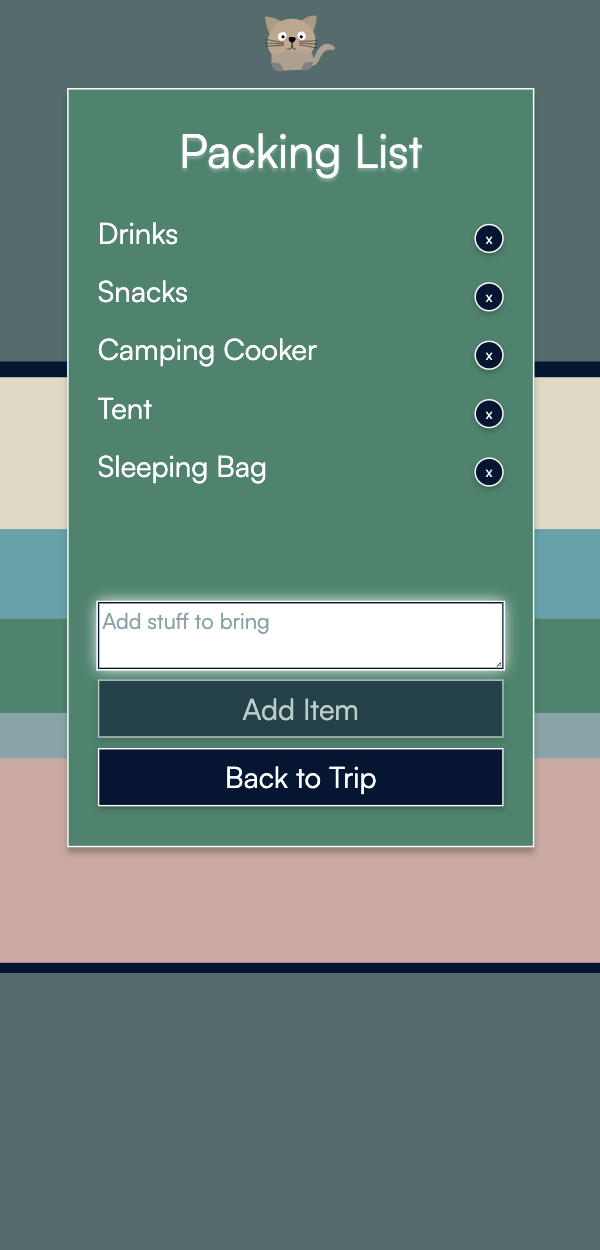 Packing List
Drinks
x
Snacks
x
Camping Cooker
x
Tent
x
Sleeping Bag
x
Add stuff to bring
Add Item
Back to Trip